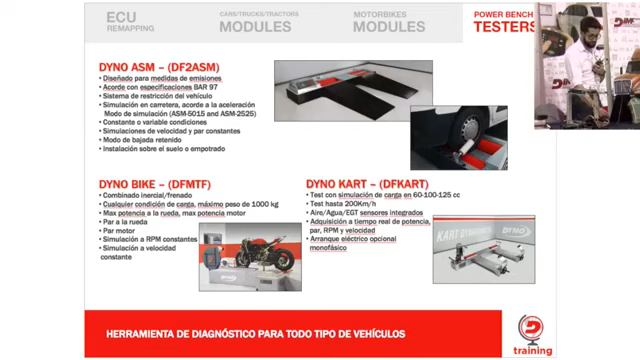 ECU
REMAPPING
CARS/TRUCKS/TRACTORS
MODULES
MOTORBIKES
MODULES
POWER BENCH
TESTERS
DYNO ASM – (DF2ASM)
• Diseñado para medidas de emisiones
• Acorde con especificaciones BAR 97
• Sistema de restricción del vehículo
• Simulación en carretera, acorde a la aceleración
Modo de simulación (ASM-5015 and ASM-2525)
• Constante o variable condiciones
• Simulaciones de velocidad y par constantes
• Modo de bajada retenido
• Instalación sobre el suelo o empotrado
DYNO BIKE – (DFMTF)
• Combinado inercial/frenado
• Cualquier condición de carga, máximo peso de 1000 kg
• Max potencia a la rueda, max potencia motor
• Par a la rueda
• Par motor
• Simulación a RPM constantes
• Simulación a velocidad
constante
DYNO KART – (DFKART)
• Test con simulación de carga en 60-100-125 cc
• Test hasta 200Km/h
• Aire/Agua/EGT sensores integrados
• Adquisición a tiempo real de potencia,
par, RPM y velocidad
• Arranque eléctrico opcional
monofásico
KART DYNO
DYNO
HERRAMIENTA DE DIAGNÓSTICO PARA TODO TIPO DE VEHÍCULOS
training